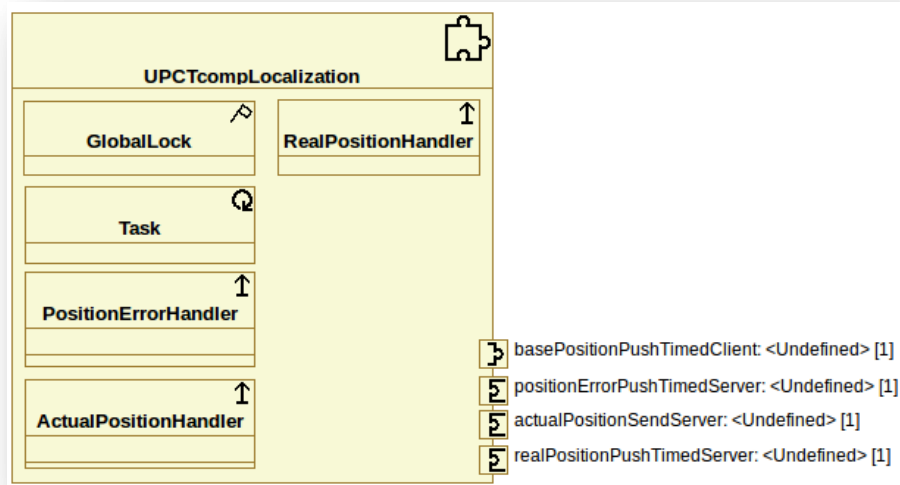 UPCTcompLocalization
GlobalLock
RealPositionHandler
Task
PositionErrorHandler
ActualPositionHandler
basePositionPushTimedClient: <Undefined> [1]
positionErrorPushTimedServer: <Undefined> [1]
actualPositionSendServer: <Undefined> [1]
realPositionPushTimedServer: <Undefined> [1]